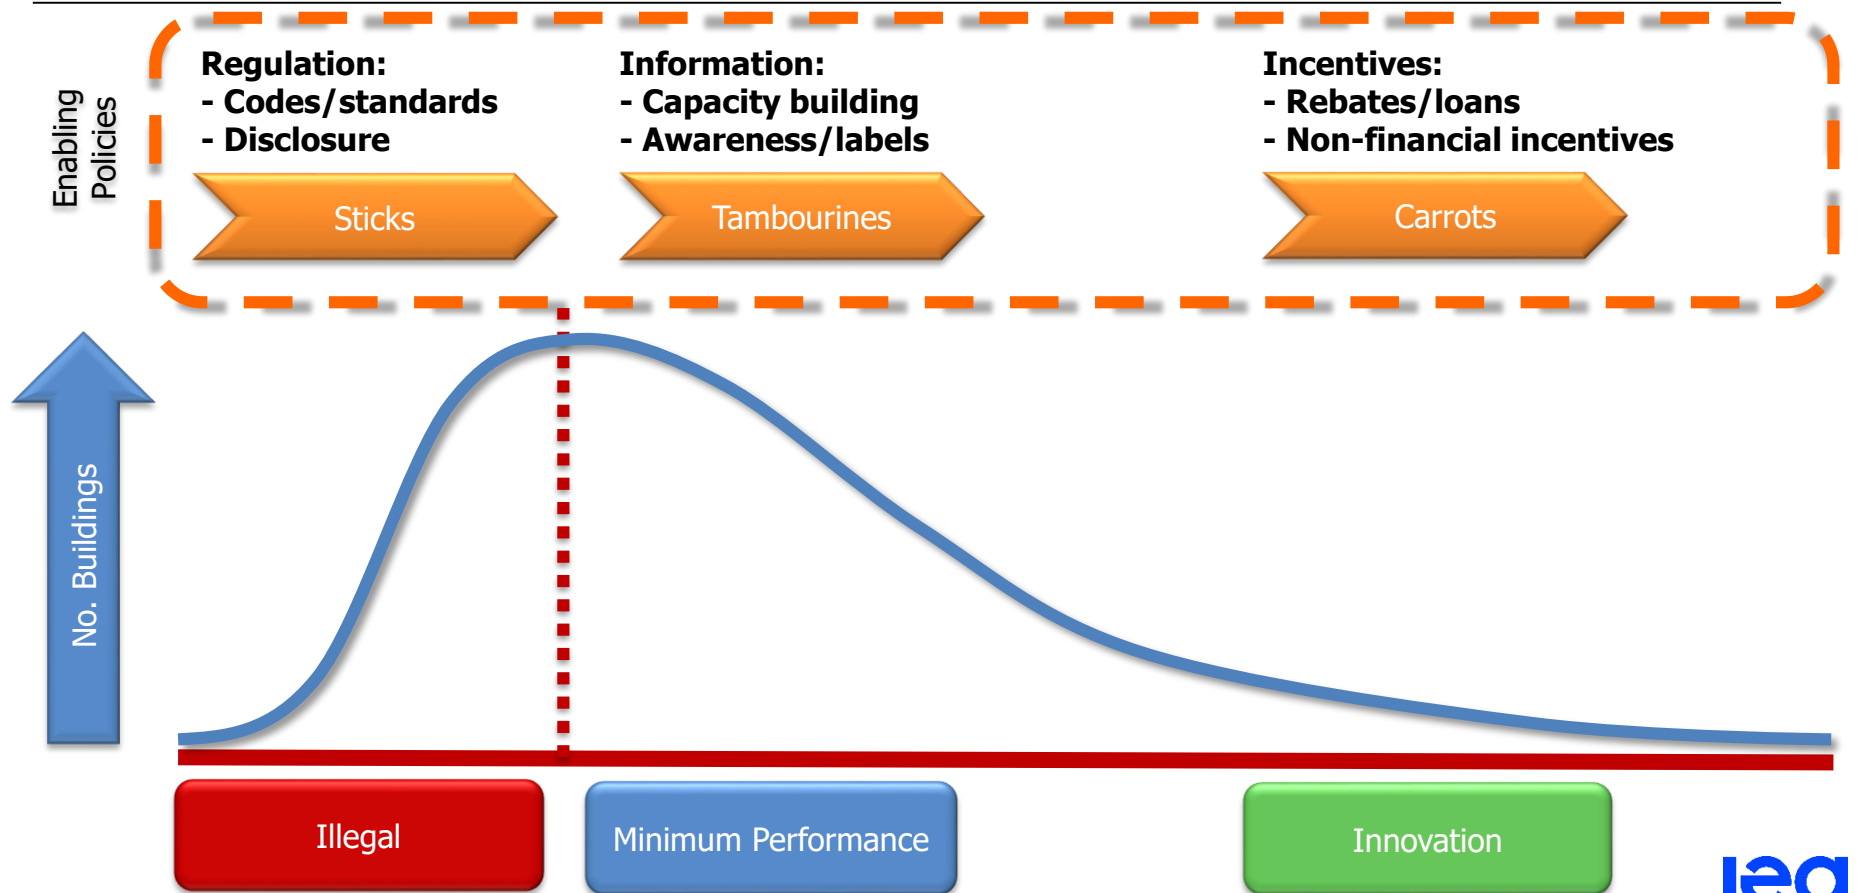 Enabling
Policies
Regulation:
- Codes/standards
- Disclosure
Information:
- Capacity building
- Awareness/labels
Incentives:
- Rebates/loans
- Non-financial incentives
Sticks
Tambourines
Carrots
No. Buildings
Illegal
Minimum Performance
Innovation
iea